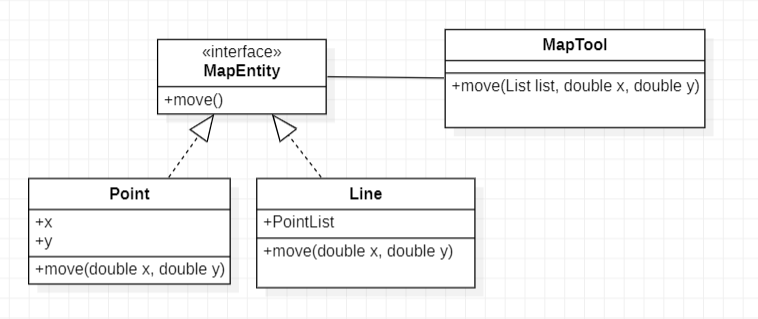 «interface»
MapEntity
+move()
MapTool
+move(List list, double x, double y)
Point
+x
+y
+move(double x, double y)
Line
+PointList
+move(double x, double y)